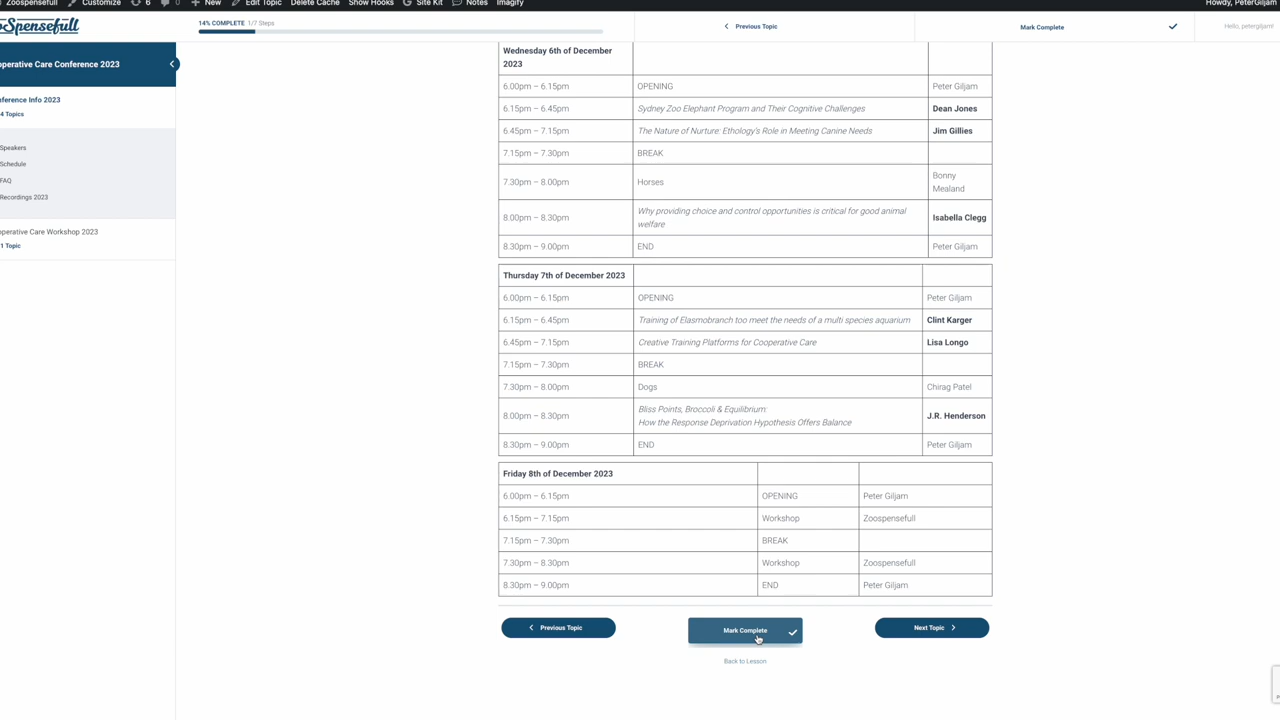 Zoospensefull Customize 6 0 New Edit Topic Delete Cache Show Hooks Site Kit Notes Imagify Howdy, PeterGiljam
oSpensefull
14% COMPLETE 1/7 Steps
Previous Topic
Mark Complete
Hello, petergiljam!
operative Care Conference 2023
nference Info 2023
4 Topics
Speakers
Schedule
FAQ
Recordings 2023
operative Care Workshop 2023
1 Topic
Wednesday 6th of December
2023
6.00pm – 6.15pm OPENING Peter Giljam
6.15pm – 6.45pm Sydney Zoo Elephant Program and Their Cognitive Challenges Dean Jones
6.45pm – 7.15pm The Nature of Nurture: Ethology's Role in Meeting Canine Needs Jim Gillies
7.15pm – 7.30pm BREAK
7.30pm – 8.00pm Horses Bonny
Mealand
8.00pm – 8.30pm Why providing choice and control opportunities is critical for good animal
welfare Isabella Clegg
8.30pm – 9.00pm END Peter Giljam
Thursday 7th of December 2023
6.00pm – 6.15pm OPENING Peter Giljam
6.15pm – 6.45pm Training of Elasmobranch too meet the needs of a multi species aquarium Clint Karger
6.45pm – 7.15pm Creative Training Platforms for Cooperative Care Lisa Longo
7.15pm – 7.30pm BREAK
7.30pm – 8.00pm Dogs Chirag Patel
8.00pm – 8.30pm Bliss Points, Broccoli & Equilibrium:
How the Response Deprivation Hypothesis Offers Balance J.R. Henderson
8.30pm – 9.00pm END Peter Giljam
Friday 8th of December 2023
6.00pm – 6.15pm OPENING Peter Giljam
6.15pm – 7.15pm Workshop Zoospensefull
7.15pm – 7.30pm BREAK
7.30pm – 8.30pm Workshop Zoospensefull
8.30pm – 9.00pm END Peter Giljam
Previous Topic
Mark Complete
Next Topic
Back to Lesson